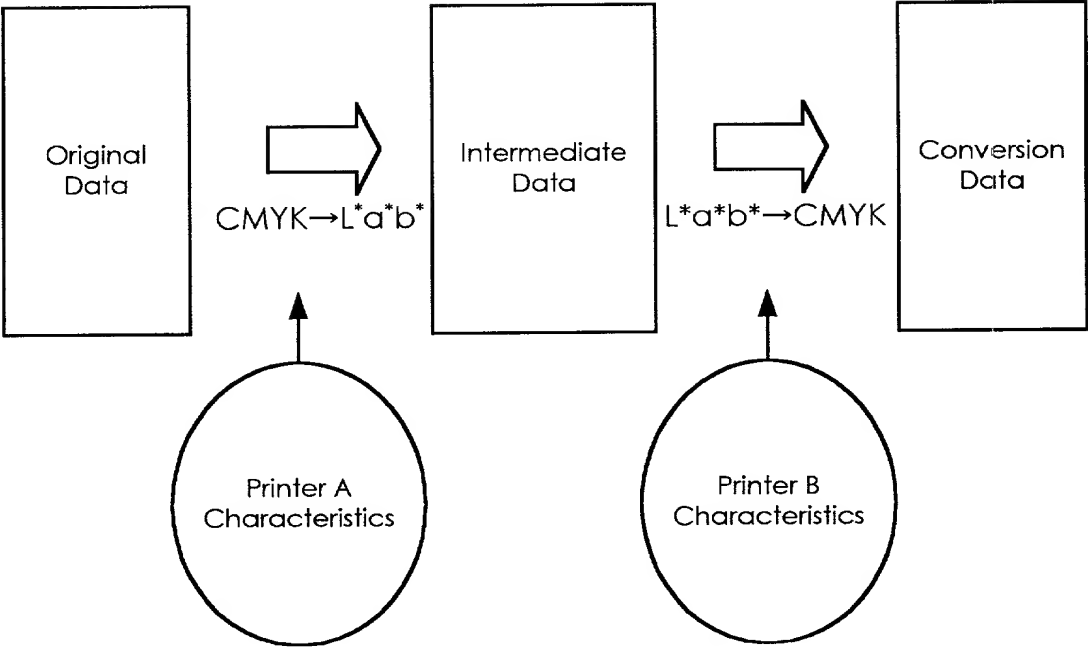 Original
Data
CMYK→L*a*b*
Intermediate
Data
L*a*b*→CMYK
Conversion
Data
Printer A
Characteristics
Printer B
Characteristics